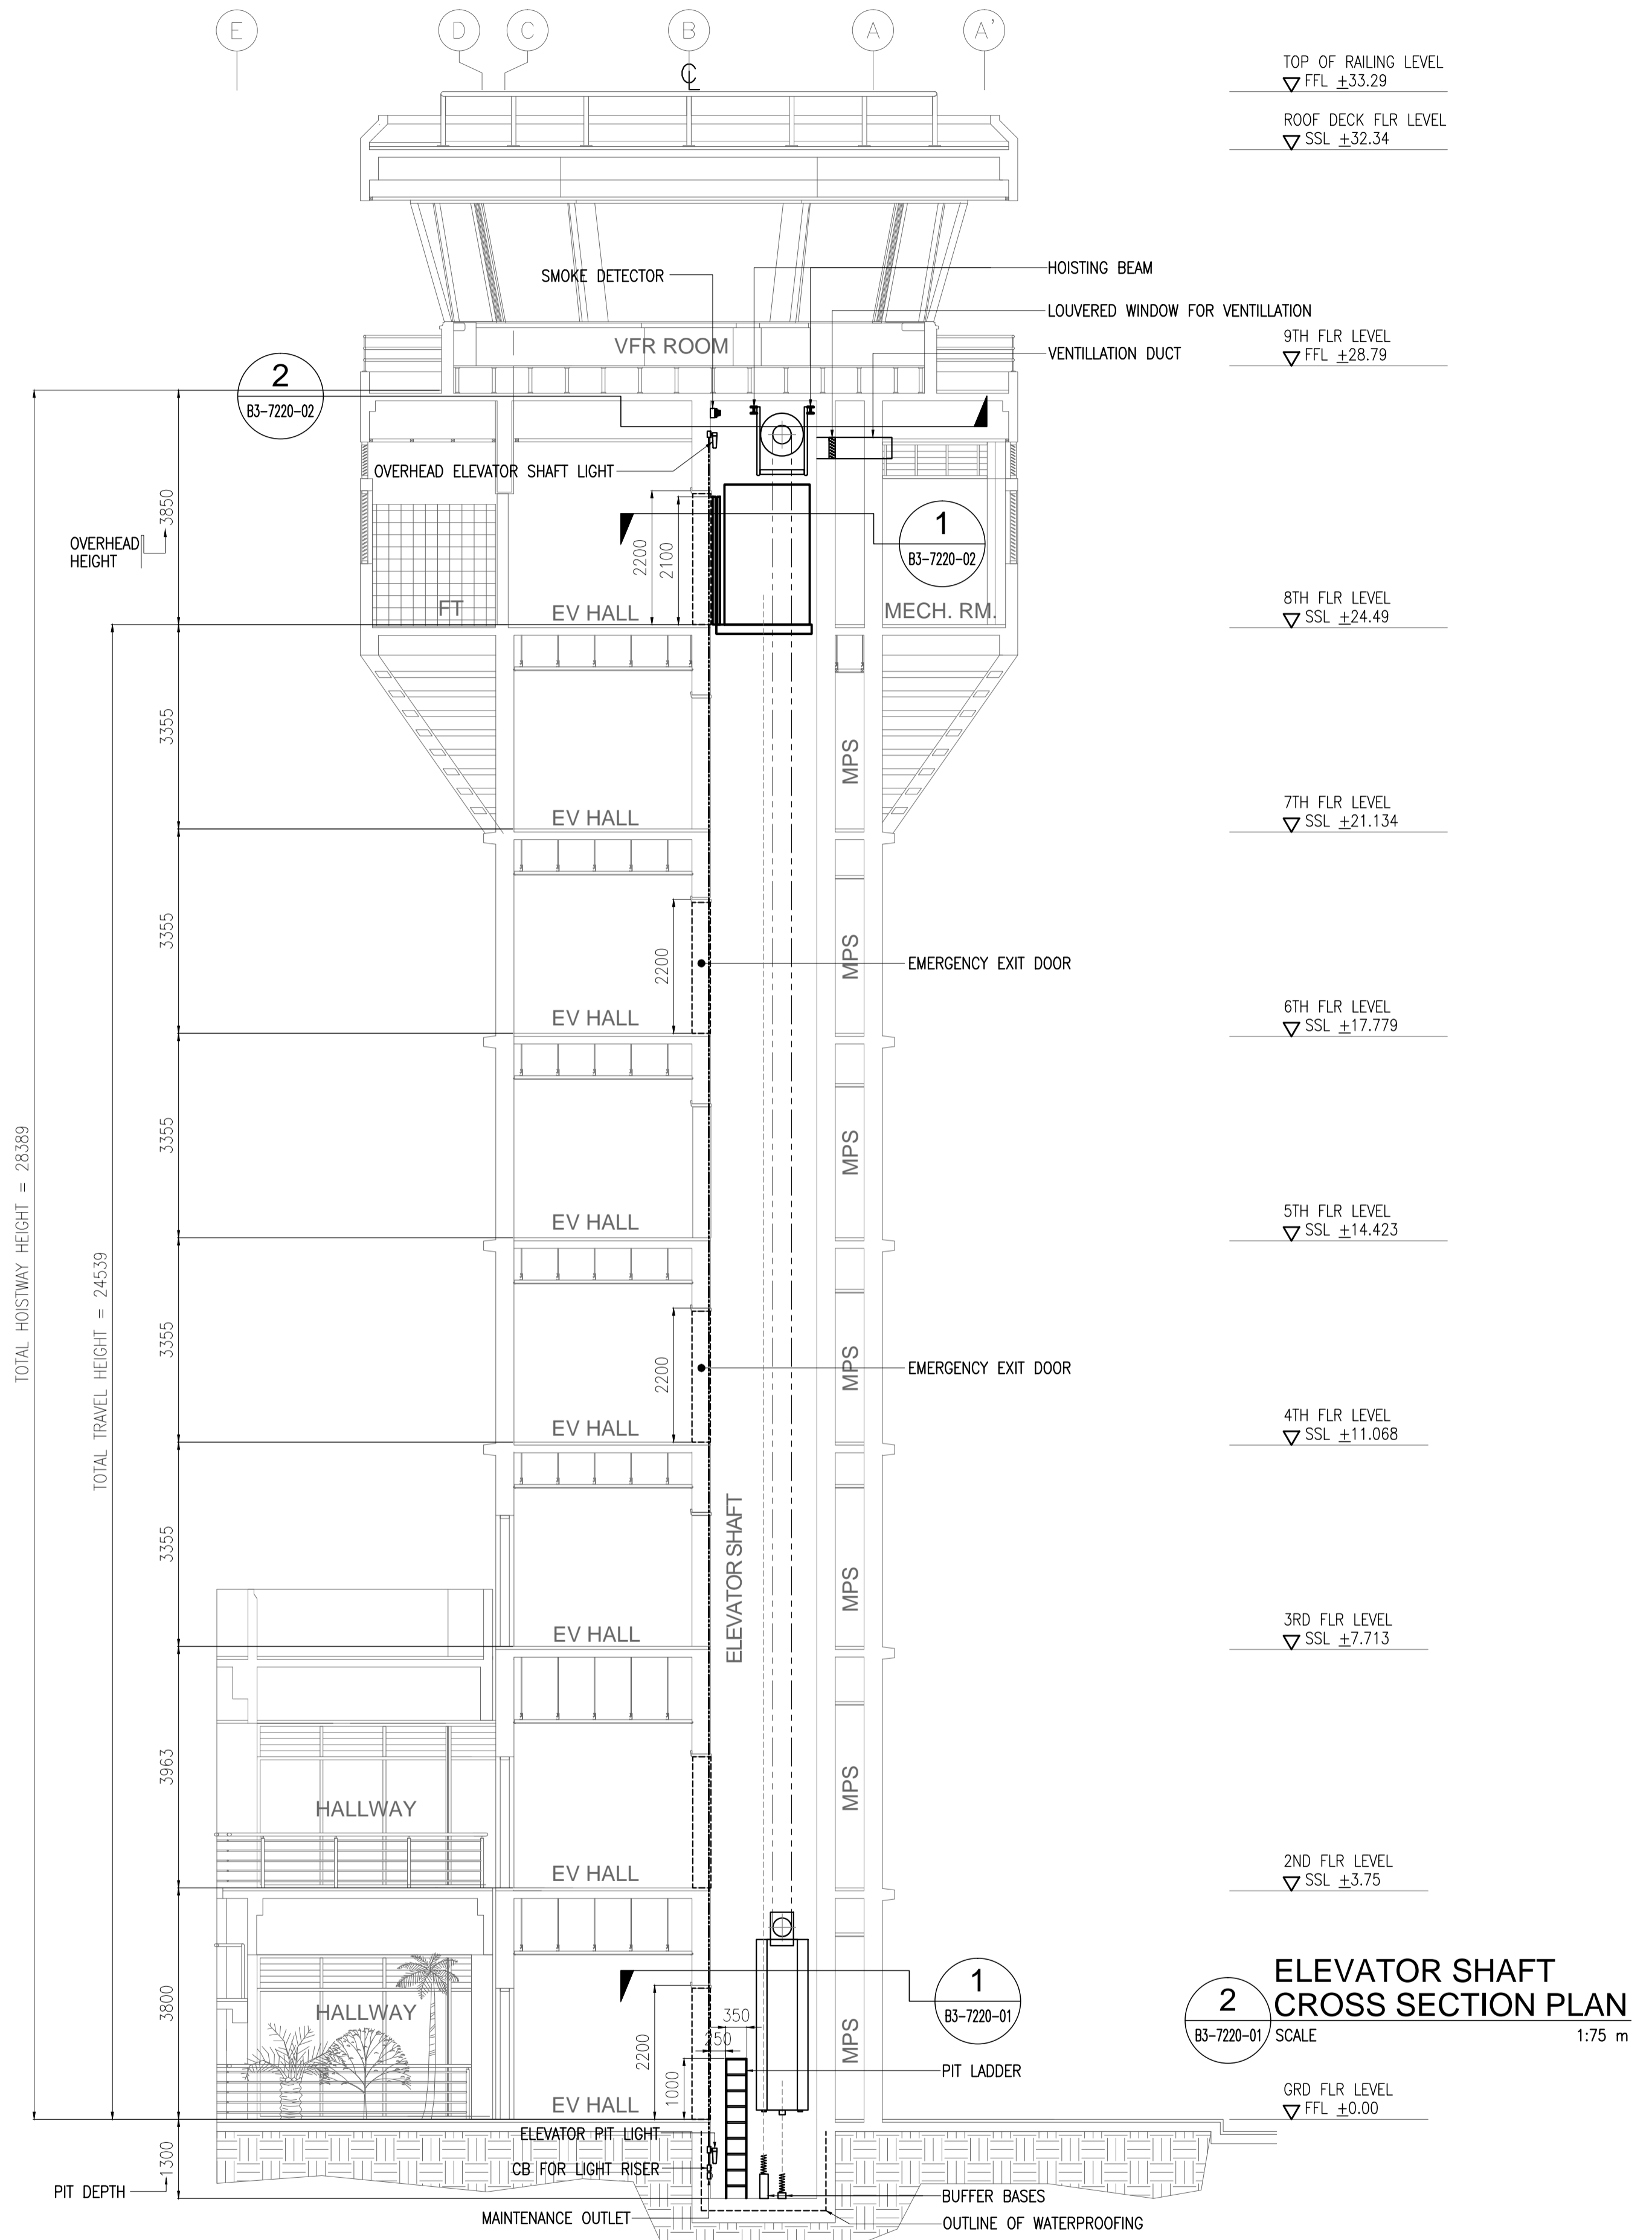 E
D
C
B
A
A'
TOP OF RAILING LEVEL
FFL ±33.29
ROOF DECK FLR LEVEL
SSL ±32.34
SMOKE DETECTOR
HOISTING BEAM
LOUVERED WINDOW FOR VENTILLATION
VENTILLATION DUCT
VFR ROOM
9TH FLR LEVEL
FFL ±28.79
2
B3-7220-02
OVERHEAD ELEVATOR SHAFT LIGHT
3850
OVERHEAD
HEIGHT
2200
2100
1
B3-7220-02
FT
EV HALL
MECH. RM.
8TH FLR LEVEL
SSL ±24.49
3355
MPS
EV HALL
7TH FLR LEVEL
SSL ±21.134
3355
2200
MPS
EMERGENCY EXIT DOOR
EV HALL
6TH FLR LEVEL
SSL ±17.779
3355
MPS
EV HALL
5TH FLR LEVEL
SSL ±14.423
TOTAL HOISTWAY HEIGHT = 28389
TOTAL TRAVEL HEIGHT = 24539
3355
2200
MPS
EMERGENCY EXIT DOOR
EV HALL
4TH FLR LEVEL
SSL ±11.068
3355
ELEVATOR SHAFT
MPS
EV HALL
3RD FLR LEVEL
SSL ±7.713
3963
HALLWAY
MPS
EV HALL
2ND FLR LEVEL
SSL ±3.75
3800
HALLWAY
2200
350
250
1000
MPS
1
B3-7220-01
PIT LADDER
EV HALL
2
B3-7220-01
ELEVATOR SHAFT
CROSS SECTION PLAN
SCALE 1:75 m
GRD FLR LEVEL
FFL ±0.00
1300
PIT DEPTH
ELEVATOR PIT LIGHT
CB FOR LIGHT RISER
MAINTENANCE OUTLET
BUFFER BASES
OUTLINE OF WATERPROOFING